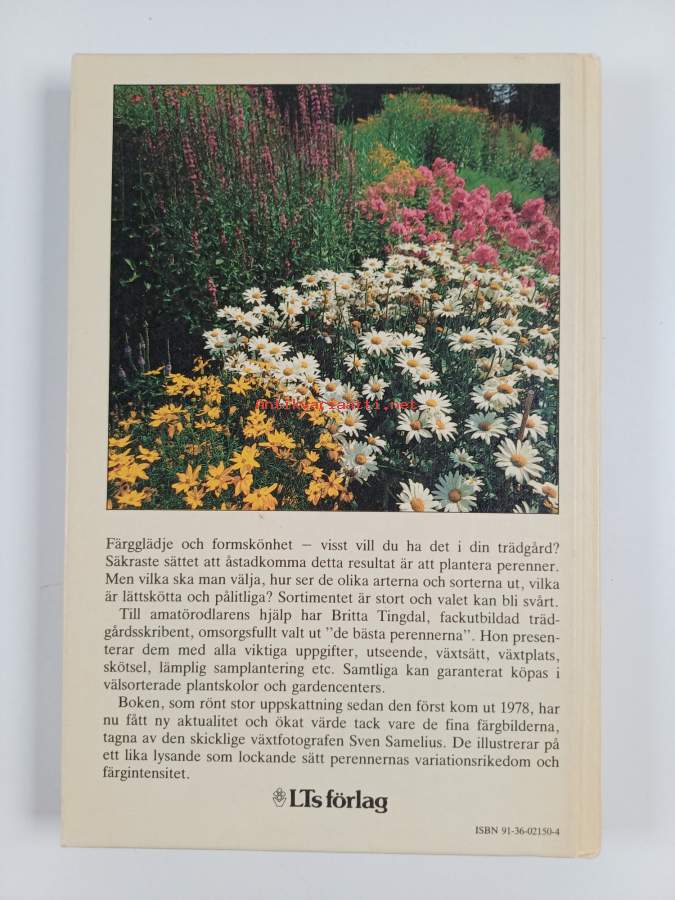 Antikvariaatti.net
Färgglädje och formskönhet – visst vill du ha det i din trädgård?
Säkraste sättet att åstadkomma detta resultat är att plantera perenner.
Men vilka ska man välja, hur ser de olika arterna och sorterna ut, vilka
är lättskötta och pålitliga? Sortimentet är stort och valet kan bli svårt.
Till amatörodlarens hjälp har Britta Tingdal, fackutbildad träd-
gårdsskribent, omsorgsfullt valt ut ”de bästa perennerna”. Hon presen-
terar dem med alla viktiga uppgifter, utseende, växtsätt, växtplats,
skötsel, lämplig samplantering etc. Samtliga kan garanterat köpas i
välsorterade plantskolor och gardencenters.
Boken, som rönt stor uppskattning sedan den först kom ut 1978, har
nu fått ny aktualitet och ökat värde tack vare de fina färgbilderna,
tagna av den skicklige växtfotografen Sven Samelius. De illustrerar på
ett lika lysande som lockande sätt perennernas variationsrikedom och
färgintensitet.
LTs förlag
ISBN 91-36-02150-4